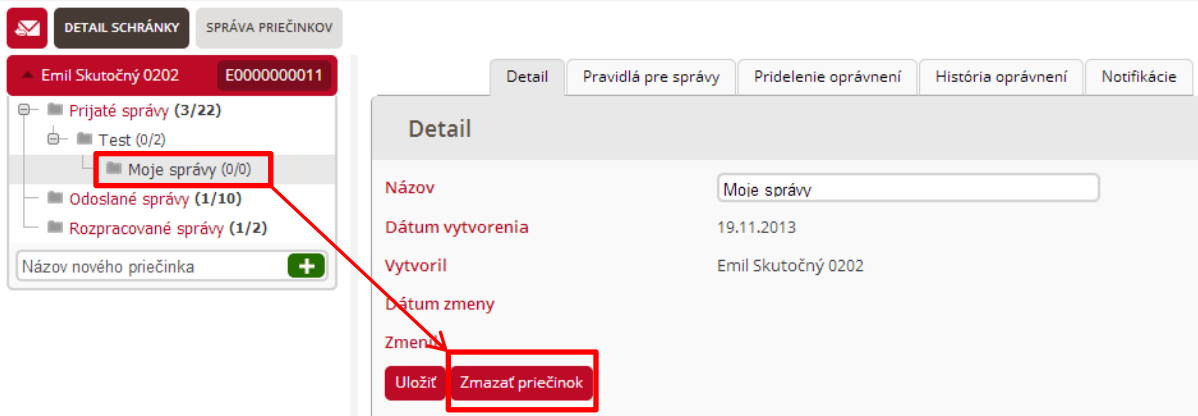 DETAIL SCHRÁNKY SPRÁVA PRIEČINKOV
Emil Skutočný 0202 E0000000011
Prijaté správy (3/22)
Test (0/2)
Moje správy (0/0)
Odoslané správy (1/10)
Rozpracované správy (1/2)
Názov nového priečinka
Detail Pravidlá pre správy Pridelenie oprávnení História oprávnení Notifikácie
Detail
Názov Moje správy
Dátum vytvorenia 19.11.2013
Vytvoril Emil Skutočný 0202
Dátum zmeny
Zmenil
Uložiť Zmazať priečinok